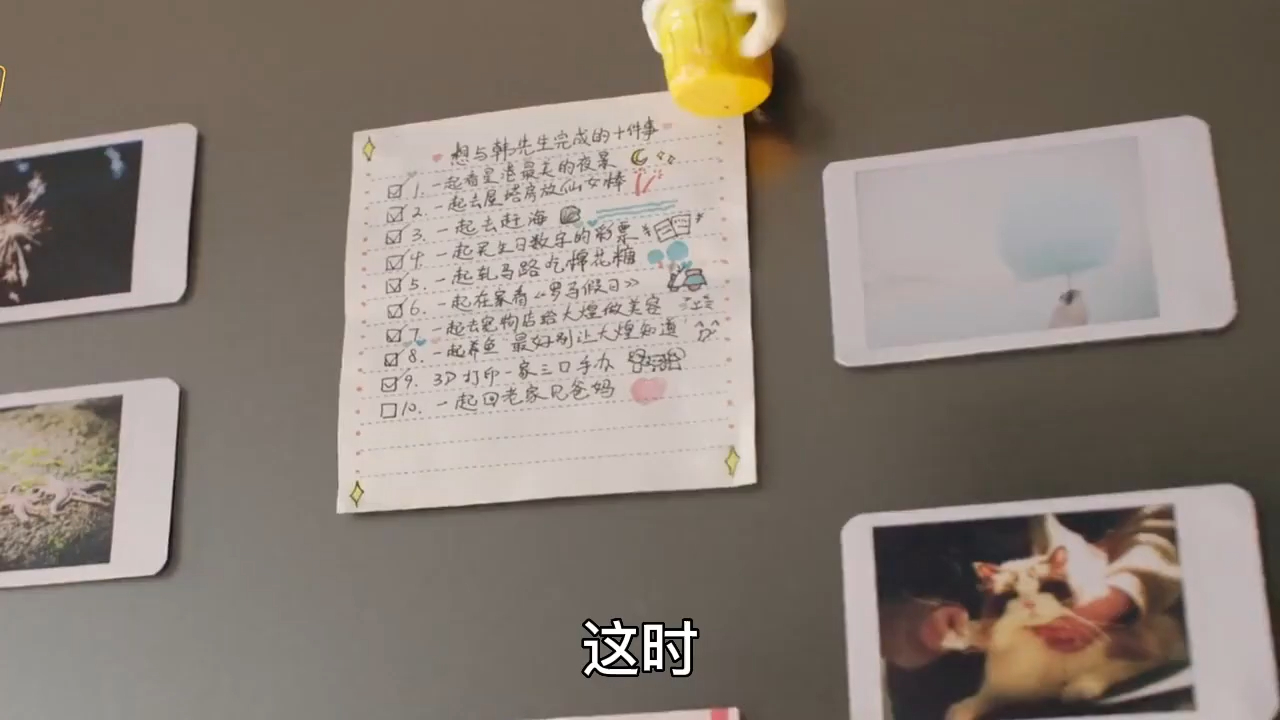 想与韩先生完成的十件事
1. 一起看星港最美的夜景
2. 一起去屋塔房放仙女棒
3. 一起去赶海
4. 一起买生日数字的彩票
5. 一起轧马路吃棉花糖
6. 一起在家看《罗马假日》
7. 一起去宠物店给大煌做美容
8. 一起养鱼 最好别让大煌知道
9. 3D打印一家三口手办
10. 一起回老家见爸妈
这时